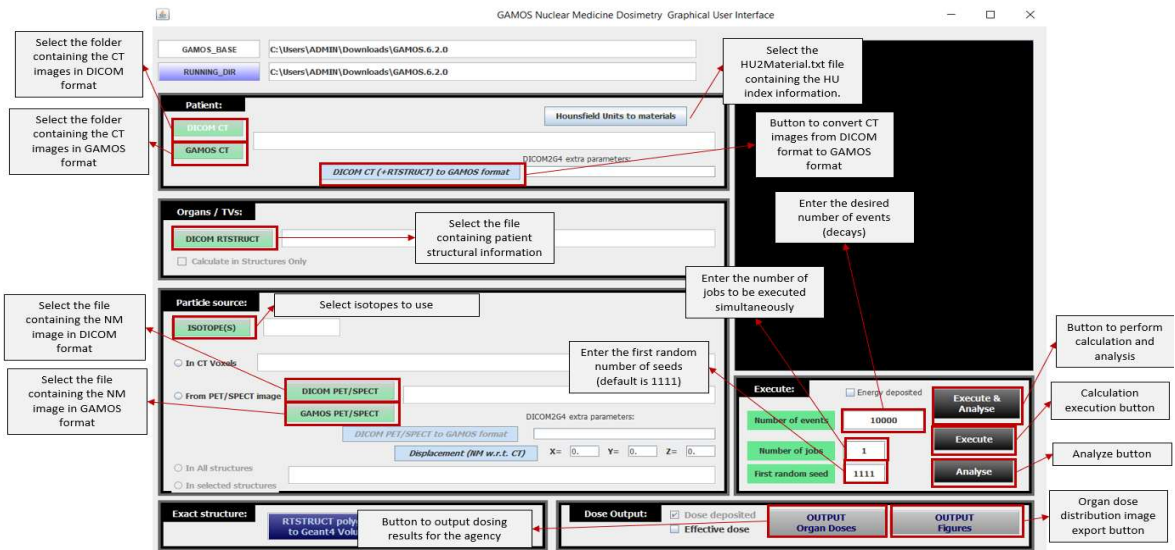 GAMOS Nuclear Medicine Dosimetry Graphical User Interface
Select the folder
containing the CT
images in DICOM
format
GAMOS_BASE
C:\Users\ADMIN\Downloads\GAMOS.6.2.0
RUNNING_DIR
C:\Users\ADMIN\Downloads\GAMOS.6.2.0
Select the
HU2Material.txt file
containing the HU
index information.
Patient:
DICOM CT
GAMOS CT
Hounsfield Units to materials
DICOM2G4 extra parameters:
DICOM CT (+RTSTRUCT) to GAMOS format
Select the folder
containing the CT
images in GAMOS
format
Button to convert CT
images from DICOM
format to GAMOS
format
Organs / TVs:
DICOM RTSTRUCT
Calculate in Structures Only
Select the file
containing patient
structural information
Enter the desired
number of events
(decays)
Enter the number of
jobs to be executed
simultaneously
Particle source:
ISOTOPE(S)
Select isotopes to use
Select the file
containing the NM
image in DICOM
format
In CT Voxels
Enter the first random
number of seeds
(default is 1111)
Select the file
containing the NM
image in GAMOS
format
From PET/SPECT image
DICOM PET/SPECT
GAMOS PET/SPECT
DICOM2G4 extra parameters:
DICOM PET/SPECT to GAMOS format
Displacement (NM w.r.t. CT)
X= 0. Y= 0. Z= 0.
In All structures
In selected structures
Button to perform
calculation and
analysis
Execute:
Energy deposited
Execute &
Analyse
Number of events
10000
Execute
Number of jobs
1
First random seed
1111
Analyse
Calculation
execution button
Analyze button
Exact structure:
RTSTRUCT poly
to Geant4 Volu
Button to output dosing
results for the agency
Dose Output:
Dose deposited
Effective dose
OUTPUT
Organ Doses
OUTPUT
Figures
Organ dose
distribution image
export button